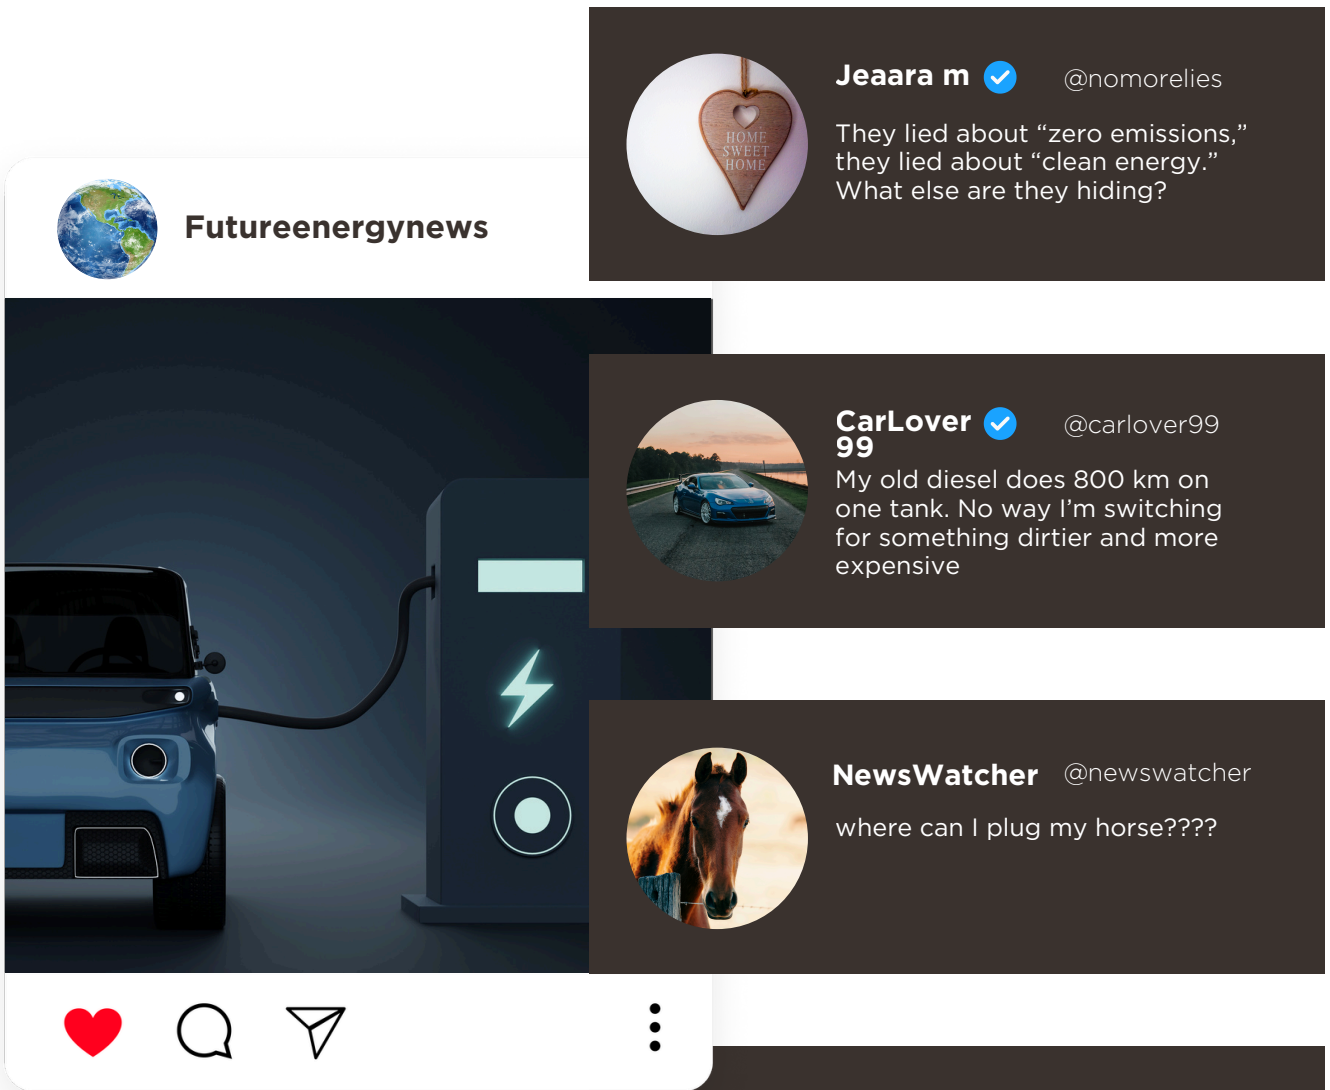 Futureenergynews
Jeaara m @nomorelies
They lied about “zero emissions,”
they lied about “clean energy.”
What else are they hiding?
HOME
SWEET
HOME
CarLover @carlover99
99
My old diesel does 800 km on
one tank. No way I’m switching
for something dirtier and more
expensive
NewsWatcher @newswatcher
where can I plug my horse????